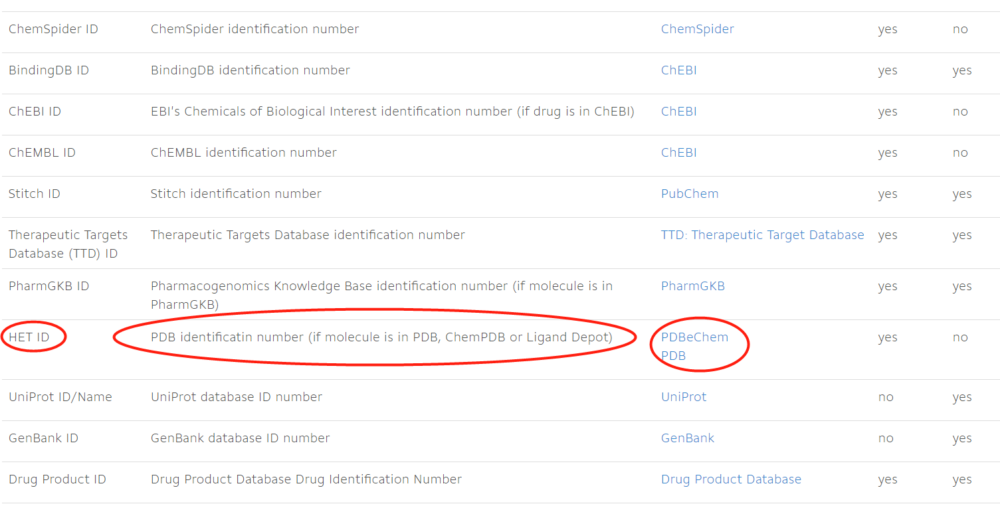 ChemSpider ID ChemSpider identification number ChemSpider yes no
BindingDB ID BindingDB identification number ChEBI yes yes
ChEBI ID EBI's Chemicals of Biological Interest identification number (if drug is in ChEBI) ChEBI yes no
ChEMBL ID ChEMBL identification number ChEBI yes no
Stitch ID Stitch identification number PubChem yes yes
Therapeutic Targets Therapeutic Targets Database identification number TTD: Therapeutic Target Database yes yes
Database (TTD) ID
PharmGKB ID Pharmacogenomics Knowledge Base identification number (if molecule is in PharmGKB yes yes
PharmGKB)
HET ID PDB identificatin number (if molecule is in PDB, ChemPDB or Ligand Depot) PDBeChem yes no
PDB
UniProt ID/Name UniProt database ID number UniProt no yes
GenBank ID GenBank database ID number GenBank no yes
Drug Product ID Drug Product Database Drug Identification Number Drug Product Database yes yes